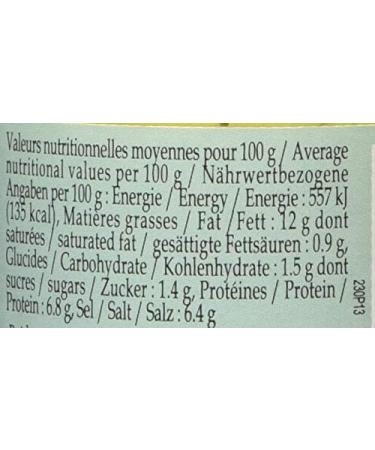 Valeurs nutritionnelles moyennes pour 100 g / Average
nutritional values per 100 g / Nährwertbezogene
Angaben per 100 g : Energie / Energy / Energie : 557 kJ
(135 kcal), Matières grasses / Fat / Fett : 12 g dont
saturées / saturated fat / gesättigte Fettsäuren : 0.9 g,
Glucides / Carbohydrate / Kohlenhydrate : 1.5 g dont
sucres / sugars / Zucker : 1.4 g, Protéines / Protein /
Protein : 6.8 g, Sel / Salt / Salz : 6.4 g
230P13